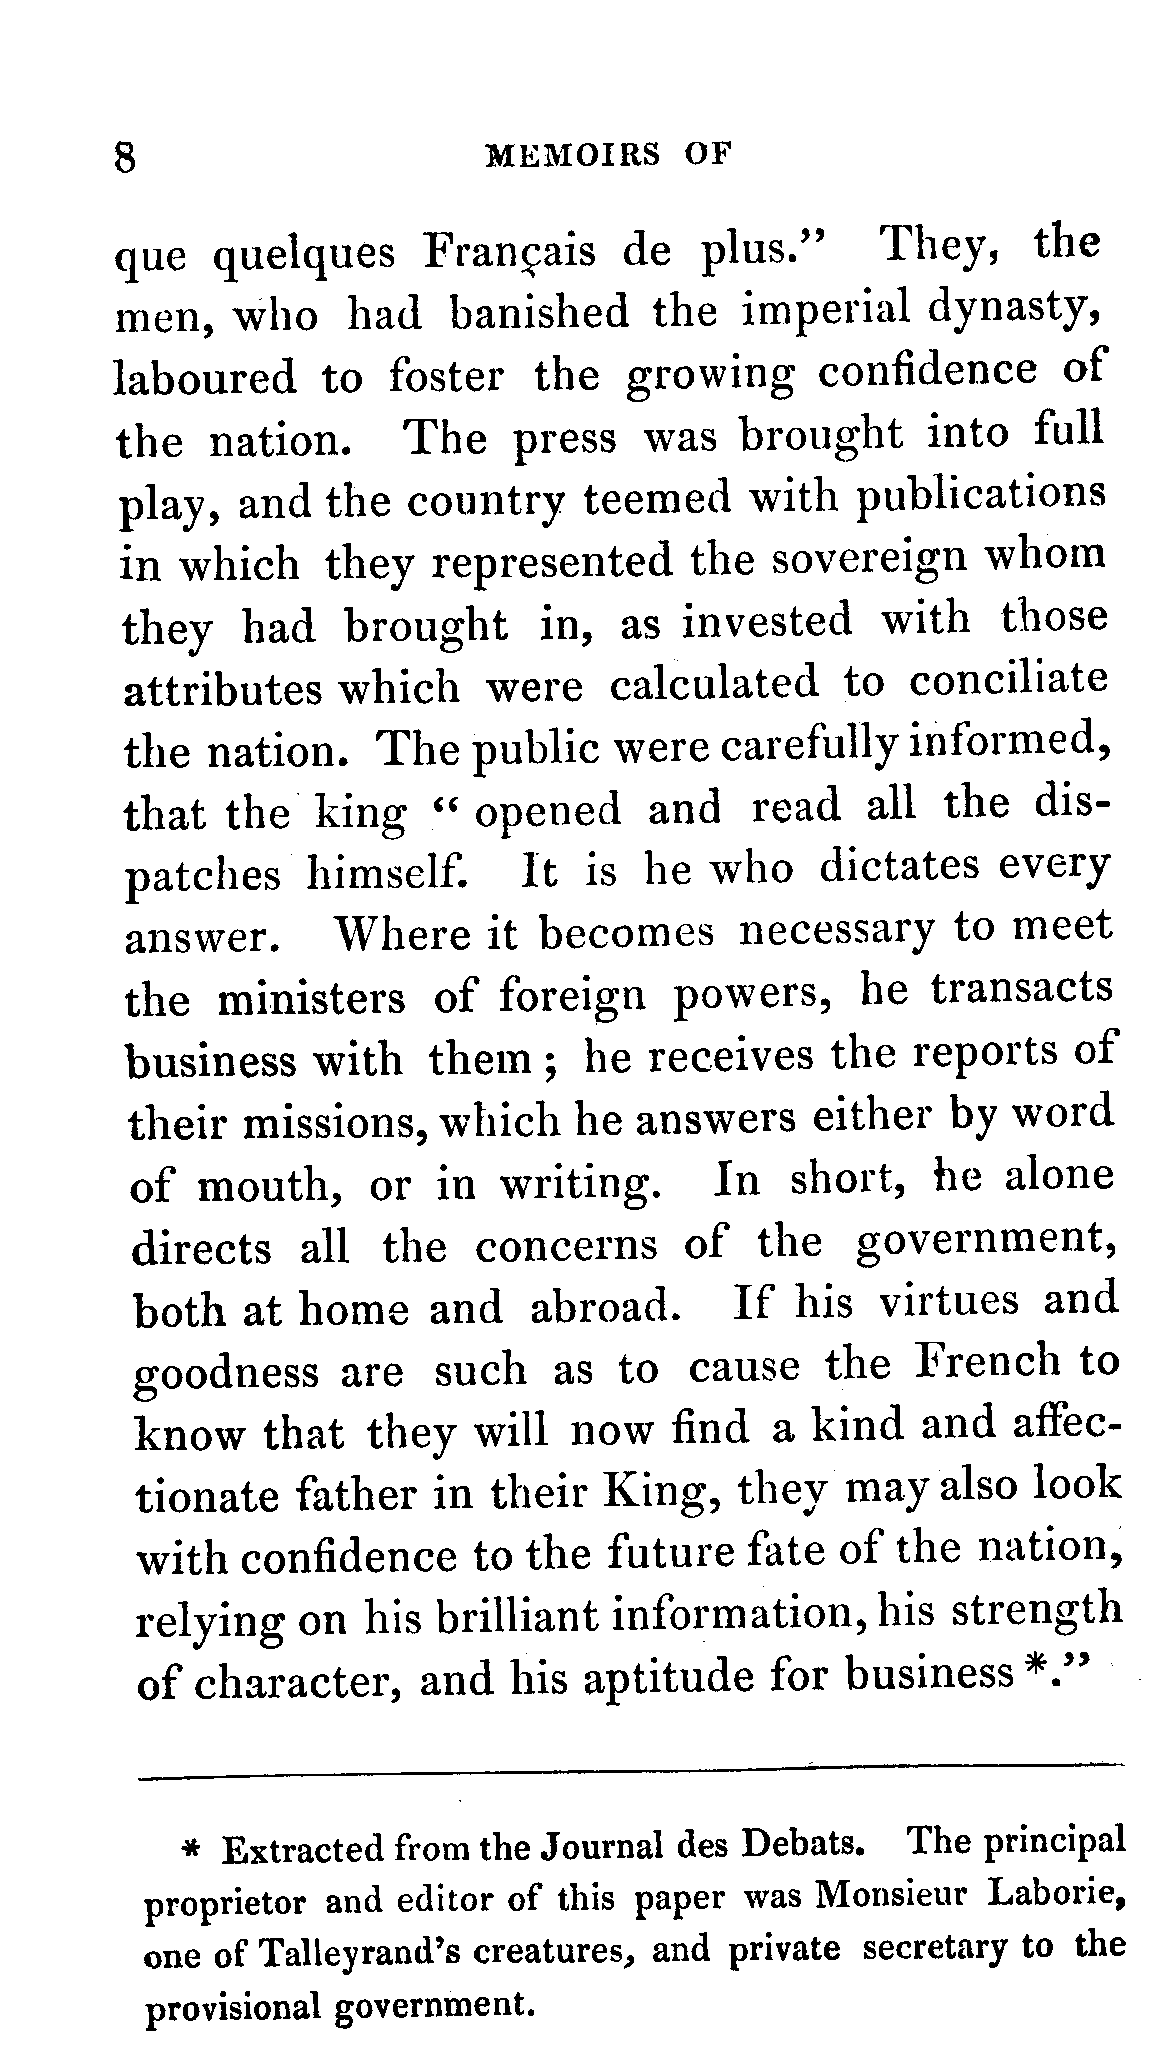 8 MEMOIRS OF
que quelques Français de plus.” They, the
men, who had banished the imperial dynasty,
laboured to foster the growing confidence of
the nation. The press was brought into full
play, and the country teemed with publications
in which they represented the sovereign whom
they had brought in, as invested with those
attributes which were calculated to conciliate
the nation. The public were carefully informed,
that the king “ opened and read all the dis-
patches himself. It is he who dictates every
answer. Where it becomes necessary to meet
the ministers of foreign powers, he transacts
business with them ; he receives the reports of
their missions, which he answers either by word
of mouth, or in writing. In short, he alone
directs all the concerns of the government,
both at home and abroad. If his virtues and
goodness are such as to cause the French to
know that they will now find a kind and affec-
tionate father in their King, they may also look
with confidence to the future fate of the nation,
relying on his brilliant information, his strength
of character, and his aptitude for business *.”
* Extracted from the Journal des Debats. The principal
proprietor and editor of this paper was Monsieur Laborie,
one of Talleyrand’s creatures, and private secretary to the
provisional government.